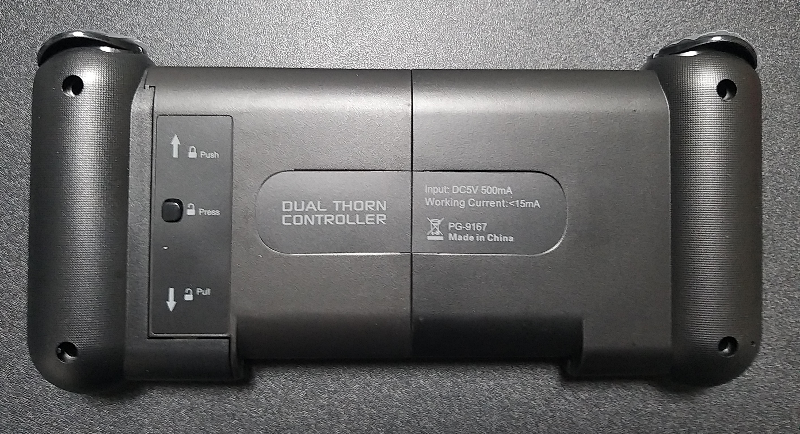 Push
Press
Pull
DUAL THORN
CONTROLLER
Input: DC5V 500mA
Working Current:<15mA
PG-9167
Made in China